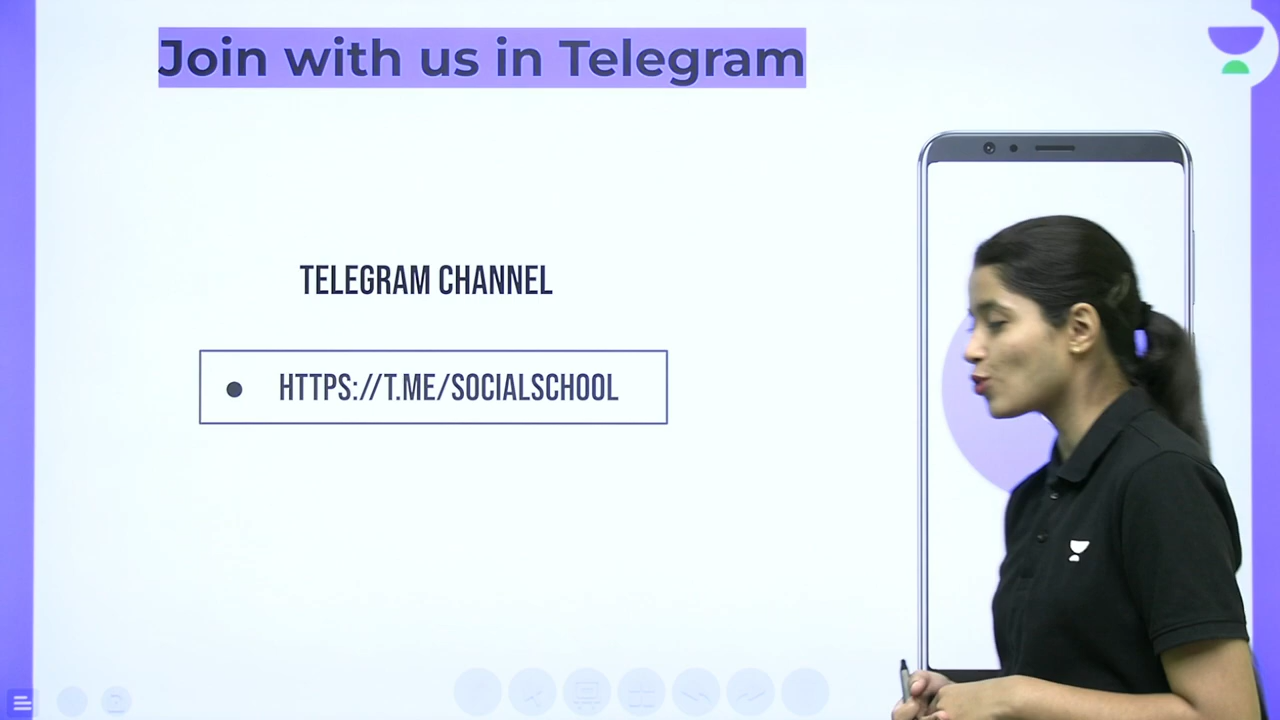 Join with us in Telegram
TELEGRAM CHANNEL
HTTPS://T.ME/SOCIALSCHOOL